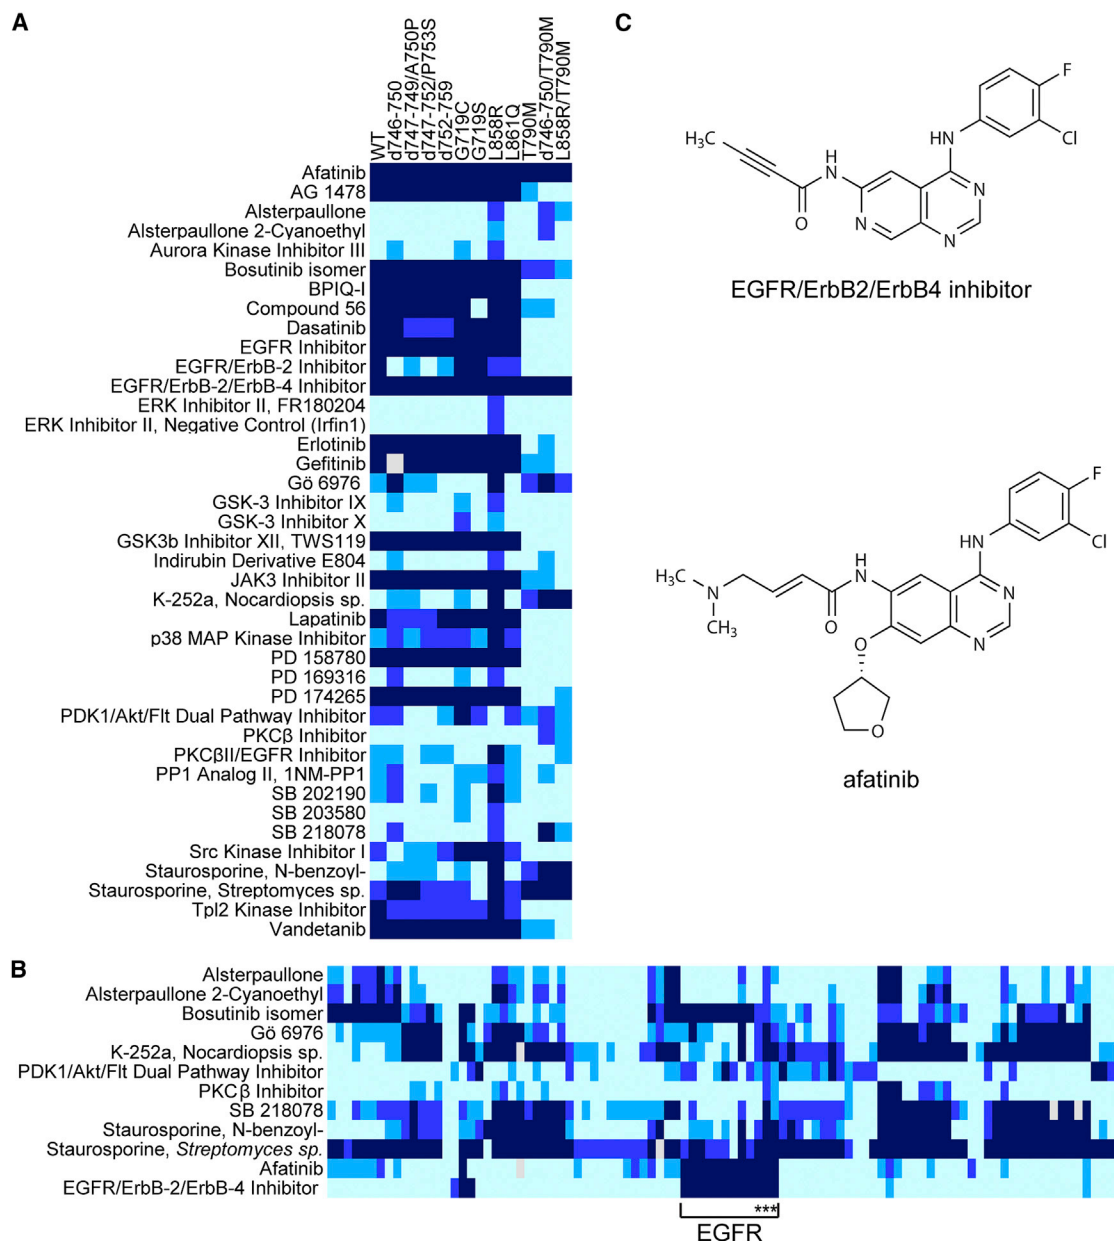 A
WT
d746-750
d747-749/A750P
d747-752/P753S
d752-759
G719C
G719S
L858R
L861Q
T790M
d746-750/T790M
L858R/T790M
Afatinib
AG 1478
Alsterpaullone
Alsterpaullone 2-Cyanoethyl
Aurora Kinase Inhibitor III
Bosutinib isomer
BPIQ-I
Compound 56
Dasatinib
EGFR Inhibitor
EGFR/ErbB-2 Inhibitor
EGFR/ErbB-2/ErbB-4 Inhibitor
ERK Inhibitor II, FR180204
ERK Inhibitor II, Negative Control (Irfin1)
Erlotinib
Gefitinib
Gö 6976
GSK-3 Inhibitor IX
GSK-3 Inhibitor X
GSK3b Inhibitor XII, TWS119
Indirubin Derivative E804
JAK3 Inhibitor II
K-252a, Nocardiopsis sp.
Lapatinib
p38 MAP Kinase Inhibitor
PD 158780
PD 169316
PD 174265
PDK1/Akt/Flt Dual Pathway Inhibitor
PKCβ Inhibitor
PKCβII/EGFR Inhibitor
PP1 Analog II, 1NM-PP1
SB 202190
SB 203580
SB 218078
Src Kinase Inhibitor I
Staurosporine, N-benzoyl-
Staurosporine, Streptomyces sp.
Tpl2 Kinase Inhibitor
Vandetanib
B
Alsterpaullone
Alsterpaullone 2-Cyanoethyl
Bosutinib isomer
Gö 6976
K-252a, Nocardiopsis sp.
PDK1/Akt/Flt Dual Pathway Inhibitor
PKCβ Inhibitor
SB 218078
Staurosporine, N-benzoyl-
Staurosporine, Streptomyces sp.
Afatinib
EGFR/ErbB-2/ErbB-4 Inhibitor
***
EGFR
C
F
Cl
HN
H₃C
H
N
O
N
N
N
EGFR/ErbB2/ErbB4 inhibitor
F
Cl
HN
H₃C
N
CH₃
H
N
O
N
N
O
O
afatinib